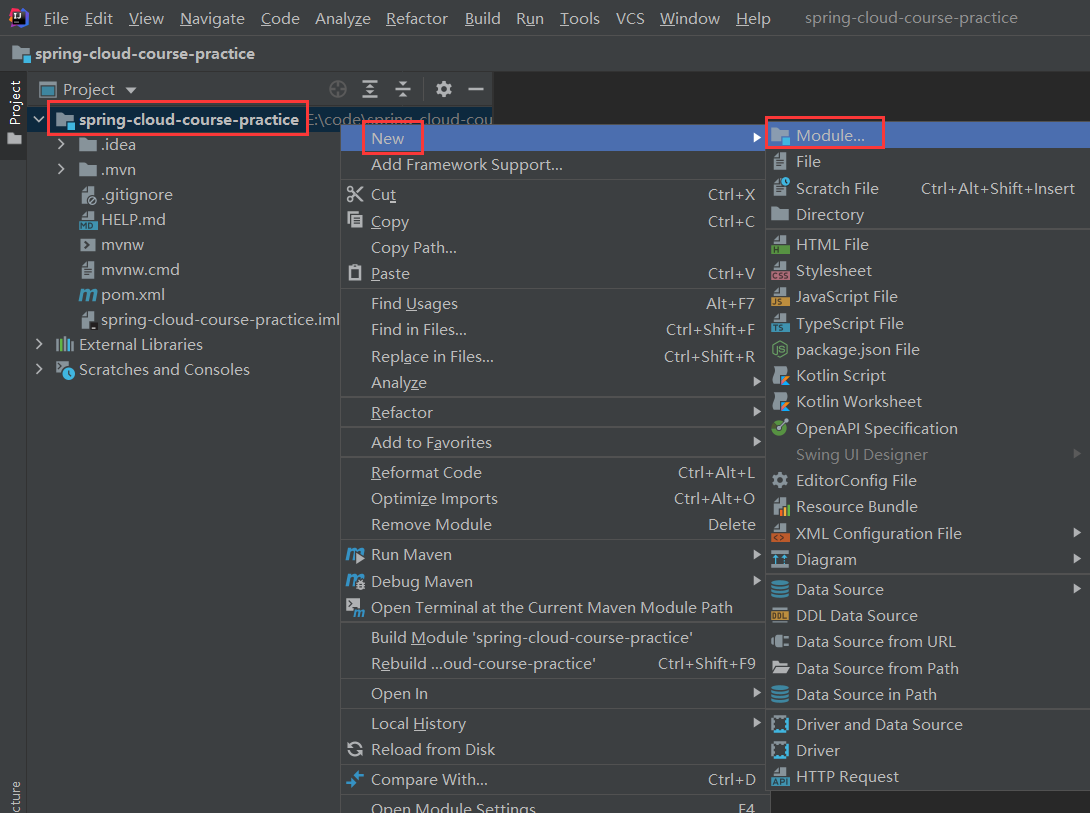 File Edit View Navigate Code Analyze Refactor Build Run Tools VCS Window Help spring-cloud-course-practice
spring-cloud-course-practice
Project
Project
spring-cloud-course-practice E:\code\spring-cloud-cou
.idea
.mvn
.gitignore
HELP.md
mvnw
mvnw.cmd
pom.xml
spring-cloud-course-practice.iml
External Libraries
Scratches and Consoles
New
Add Framework Support...
Cut Ctrl+X
Copy Ctrl+C
Copy Path...
Paste Ctrl+V
Find Usages Alt+F7
Find in Files... Ctrl+Shift+F
Replace in Files... Ctrl+Shift+R
Analyze
Refactor
Add to Favorites
Reformat Code Ctrl+Alt+L
Optimize Imports Ctrl+Alt+O
Remove Module Delete
Run Maven
Debug Maven
Open Terminal at the Current Maven Module Path
Build Module 'spring-cloud-course-practice'
Rebuild ...oud-course-practice' Ctrl+Shift+F9
Open In
Local History
Reload from Disk
Compare With... Ctrl+D
Open Module Settings F4
Module...
File
Scratch File Ctrl+Alt+Shift+Insert
Directory
HTML File
Stylesheet
JavaScript File
TypeScript File
package.json File
Kotlin Script
Kotlin Worksheet
OpenAPI Specification
Swing UI Designer
EditorConfig File
Resource Bundle
XML Configuration File
Diagram
Data Source
DDL Data Source
Data Source from URL
Data Source from Path
Data Source in Path
Driver and Data Source
Driver
HTTP Request
cture